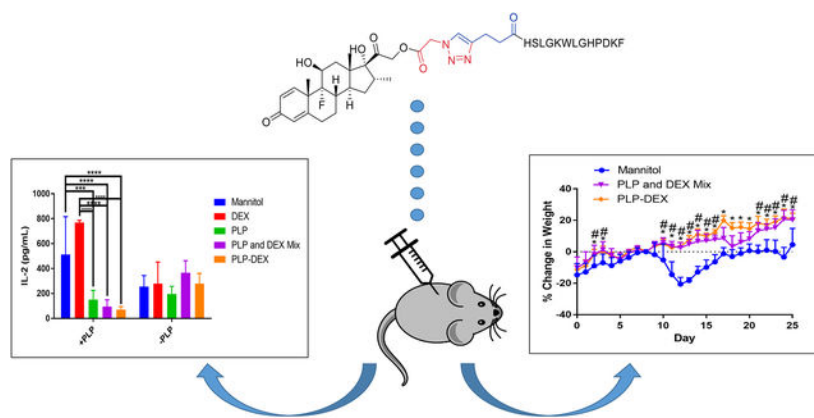 O
HSLGKWLGHPDKF
N
N=N
O
OH
O
O
HO
H
F
H
O
IL-2 (pg/mL)
1000
800
600
400
200
0
****
****
***
****
****
Mannitol
DEX
PLP
PLP and DEX Mix
PLP-DEX
+PLP
-PLP
Mannitol
PLP and DEX Mix
PLP-DEX
% Change in Weight
40
20
0
-20
-40
0
5
10
15
20
25
Day